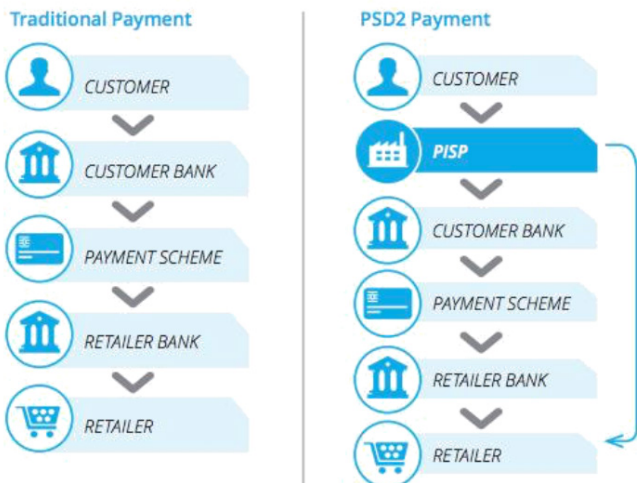 Traditional Payment
CUSTOMER
CUSTOMER BANK
PAYMENT SCHEME
RETAILER BANK
RETAILER
PSD2 Payment
CUSTOMER
PISP
CUSTOMER BANK
PAYMENT SCHEME
RETAILER BANK
RETAILER